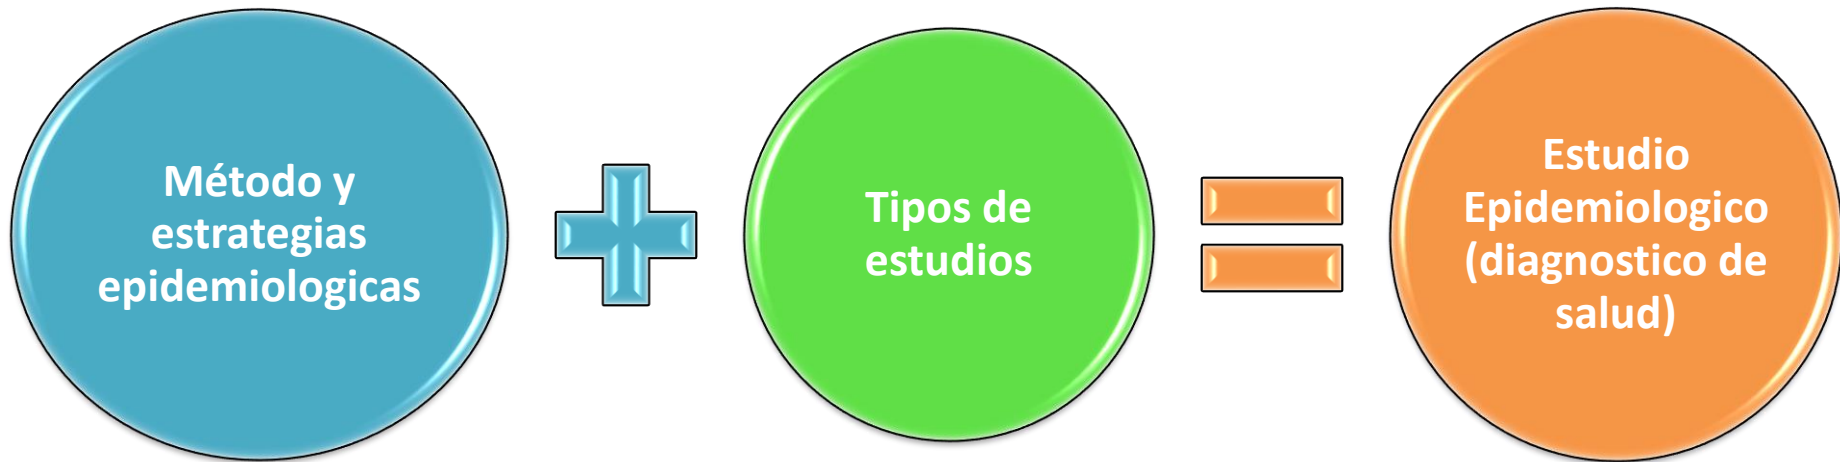 Método y
estrategias
epidemiologicas
Tipos de
estudios
Estudio
Epidemiologico
(diagnostico de
salud)